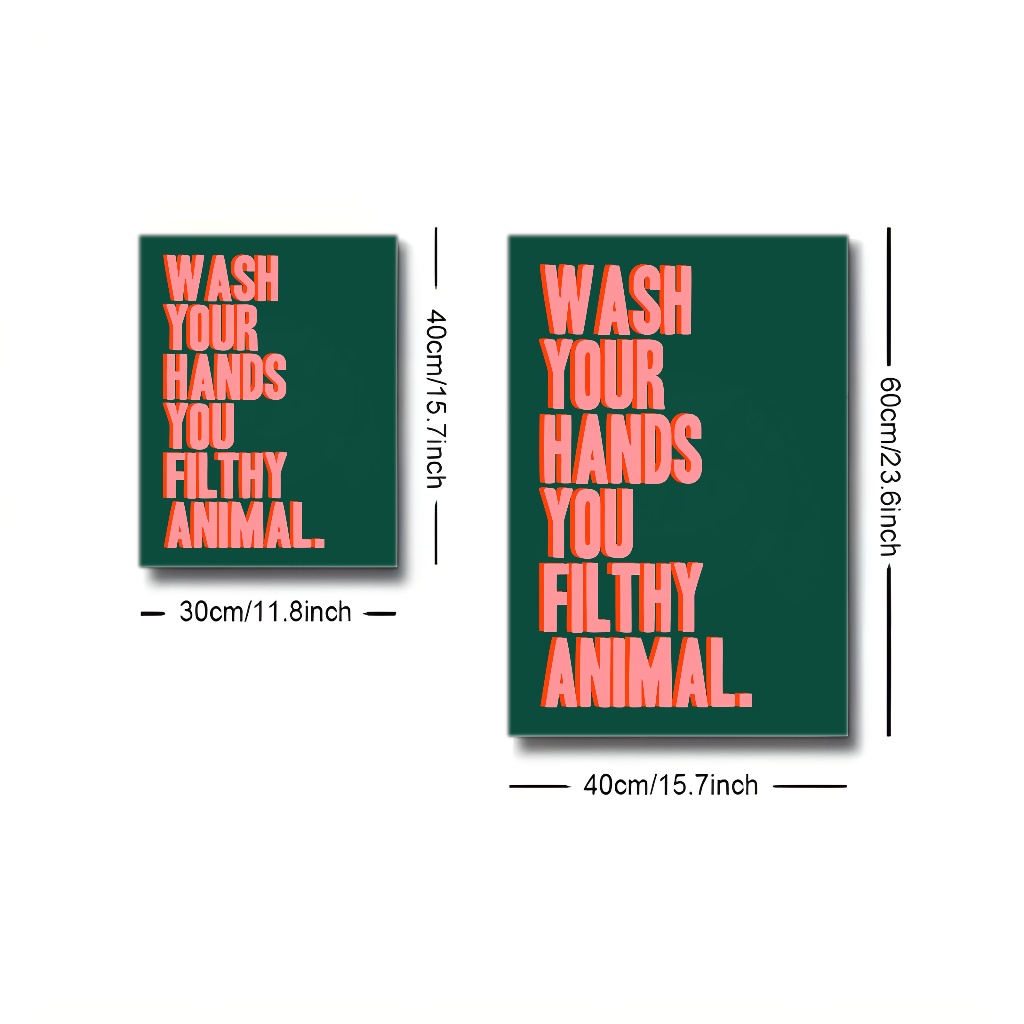 WASH
YOUR
HANDS
YOU
FILTHY
ANIMAL.
40cm/15.7inch
30cm/11.8inch
WASH
YOUR
HANDS
YOU
FILTHY
ANIMAL.
60cm/23.6inch
40cm/15.7inch